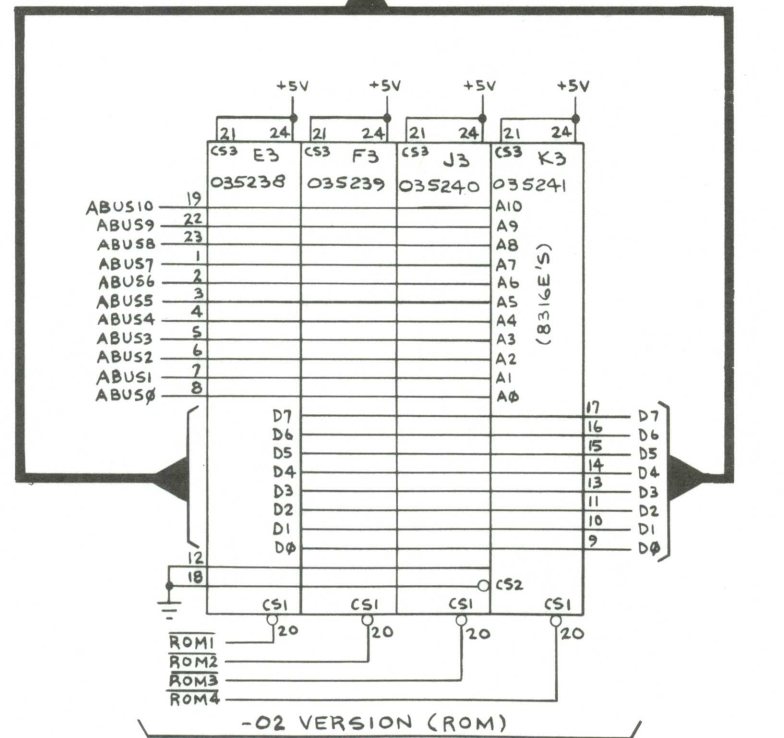 +5V +5V +5V +5V
21 24 21 24 21 24 21 24
CS3 E3 CS3 F3 CS3 J3 CS3 K3
035238 035239 035240 035241
ABUS10 19 A10
ABUS9 22 A9
ABUS8 23 A8
ABUS7 1 A7
ABUS6 2 A6
ABUS5 3 A5
ABUS4 4 A4
ABUS3 5 A3
ABUS2 6 A2
ABUS1 7 A1
ABUSØ 8 AØ
(8316E'S)
D7 17 D7
D6 16 D6
D5 15 D5
D4 14 D4
D3 13 D3
D2 11 D2
D1 10 D1
DØ 9 DØ
12
18 CS2
CS1 CS1 CS1 CS1
20 20 20 20
ROM1
ROM2
ROM3
ROM4
-02 VERSION (ROM)